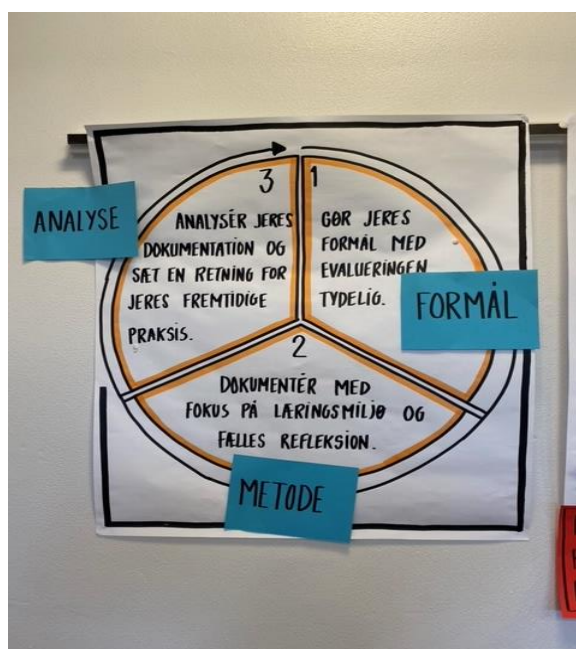 1
GØR JERES
FORMÅL MED
EVALUERINGEN
TYDELIG.
FORMÅL
2
DOKUMENTÉR MED
FOKUS PÅ LÆRINGSMILJØ OG
FÆLLES REFLEKSION.
METODE
3
ANALYSÉR JERES
DOKUMENTATION OG
SÆT EN RETNING FOR
JERES FREMTIDIGE
PRAKSIS.
ANALYSE